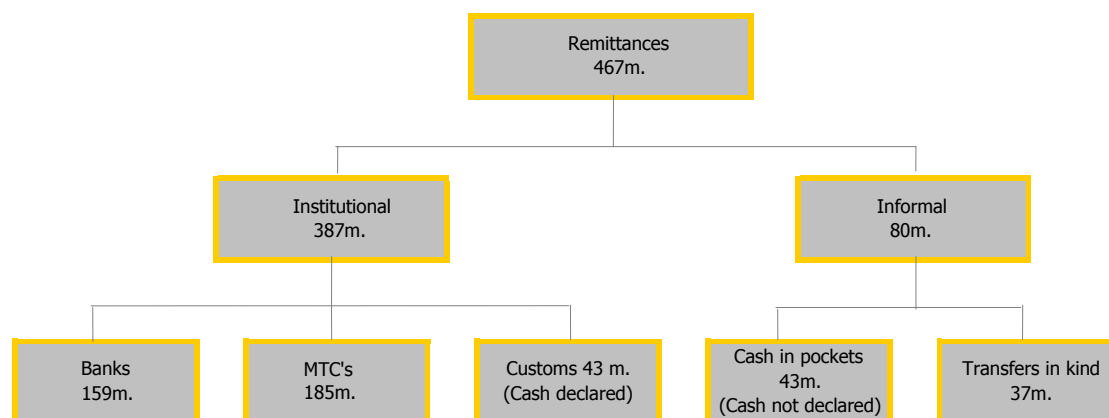 Remittances
467m.
Institutional
387m.
Informal
80m.
Banks
159m.
MTC's
185m.
Customs 43 m.
(Cash declared)
Cash in pockets
43m.
(Cash not declared)
Transfers in kind
37m.